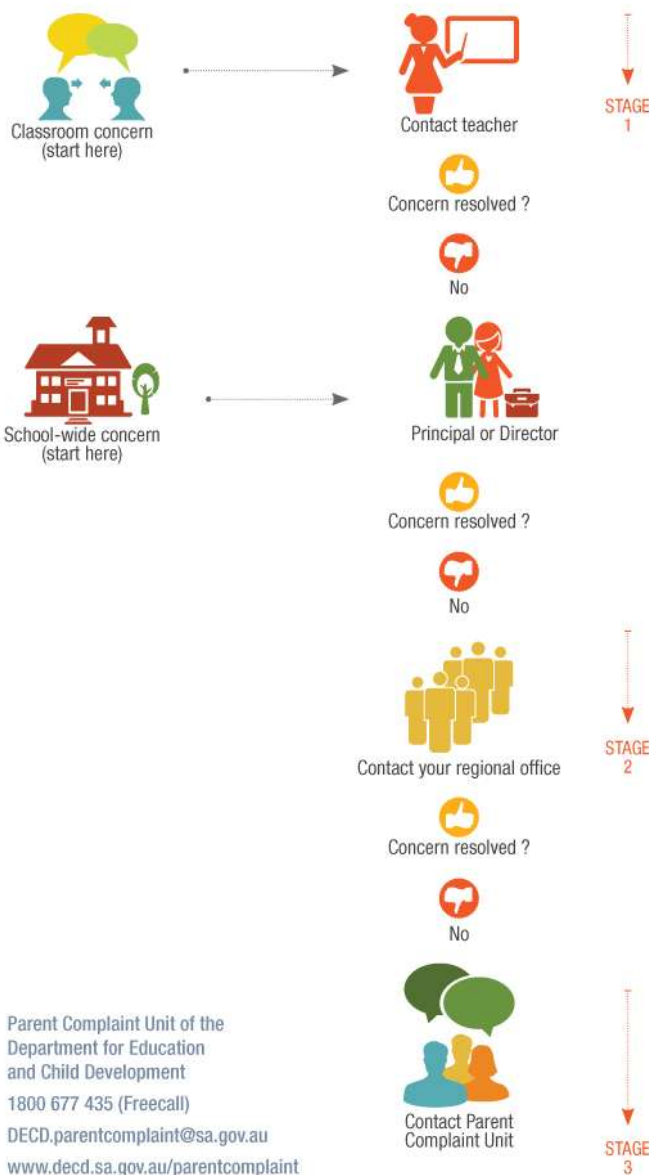 Classroom concern
(start here)
Contact teacher
STAGE
1
Concern resolved ?
No
School-wide concern
(start here)
Principal or Director
Concern resolved ?
No
Contact your regional office
STAGE
2
Concern resolved ?
No
Parent Complaint Unit of the
Department for Education
and Child Development
1800 677 435 (Freecall)
DECD.parentcomplaint@sa.gov.au
www.decd.sa.gov.au/parentcomplaint
Contact Parent
Complaint Unit
STAGE
3